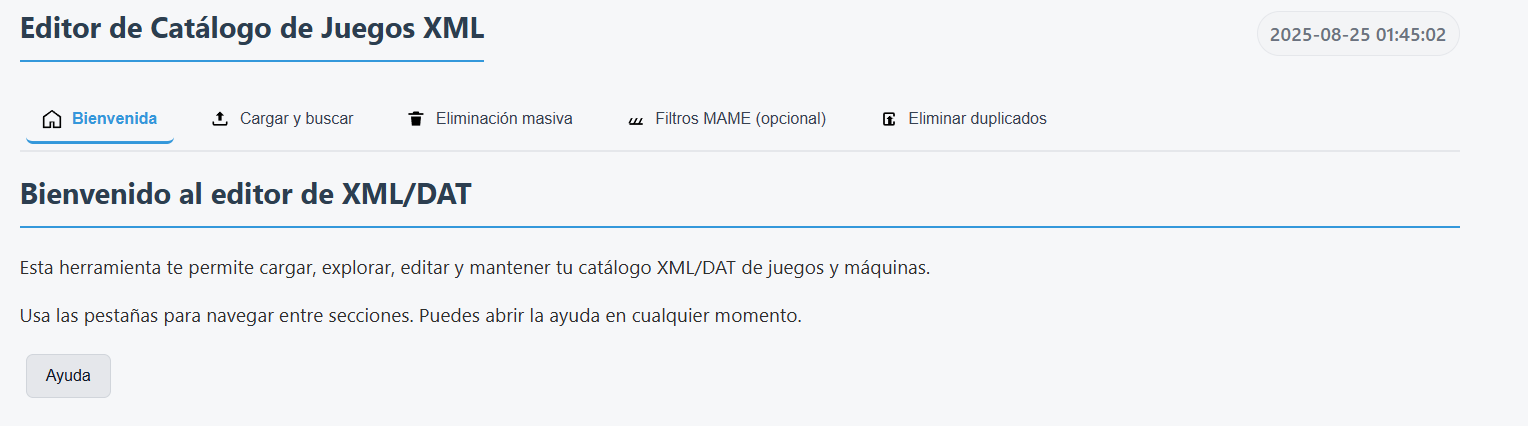 Editor de Catálogo de Juegos XML
2025-08-25 01:45:02
Bienvenida
Cargar y buscar
Eliminación masiva
Filtros MAME (opcional)
Eliminar duplicados
Bienvenido al editor de XML/DAT
Esta herramienta te permite cargar, explorar, editar y mantener tu catálogo XML/DAT de juegos y máquinas.
Usa las pestañas para navegar entre secciones. Puedes abrir la ayuda en cualquier momento.
Ayuda